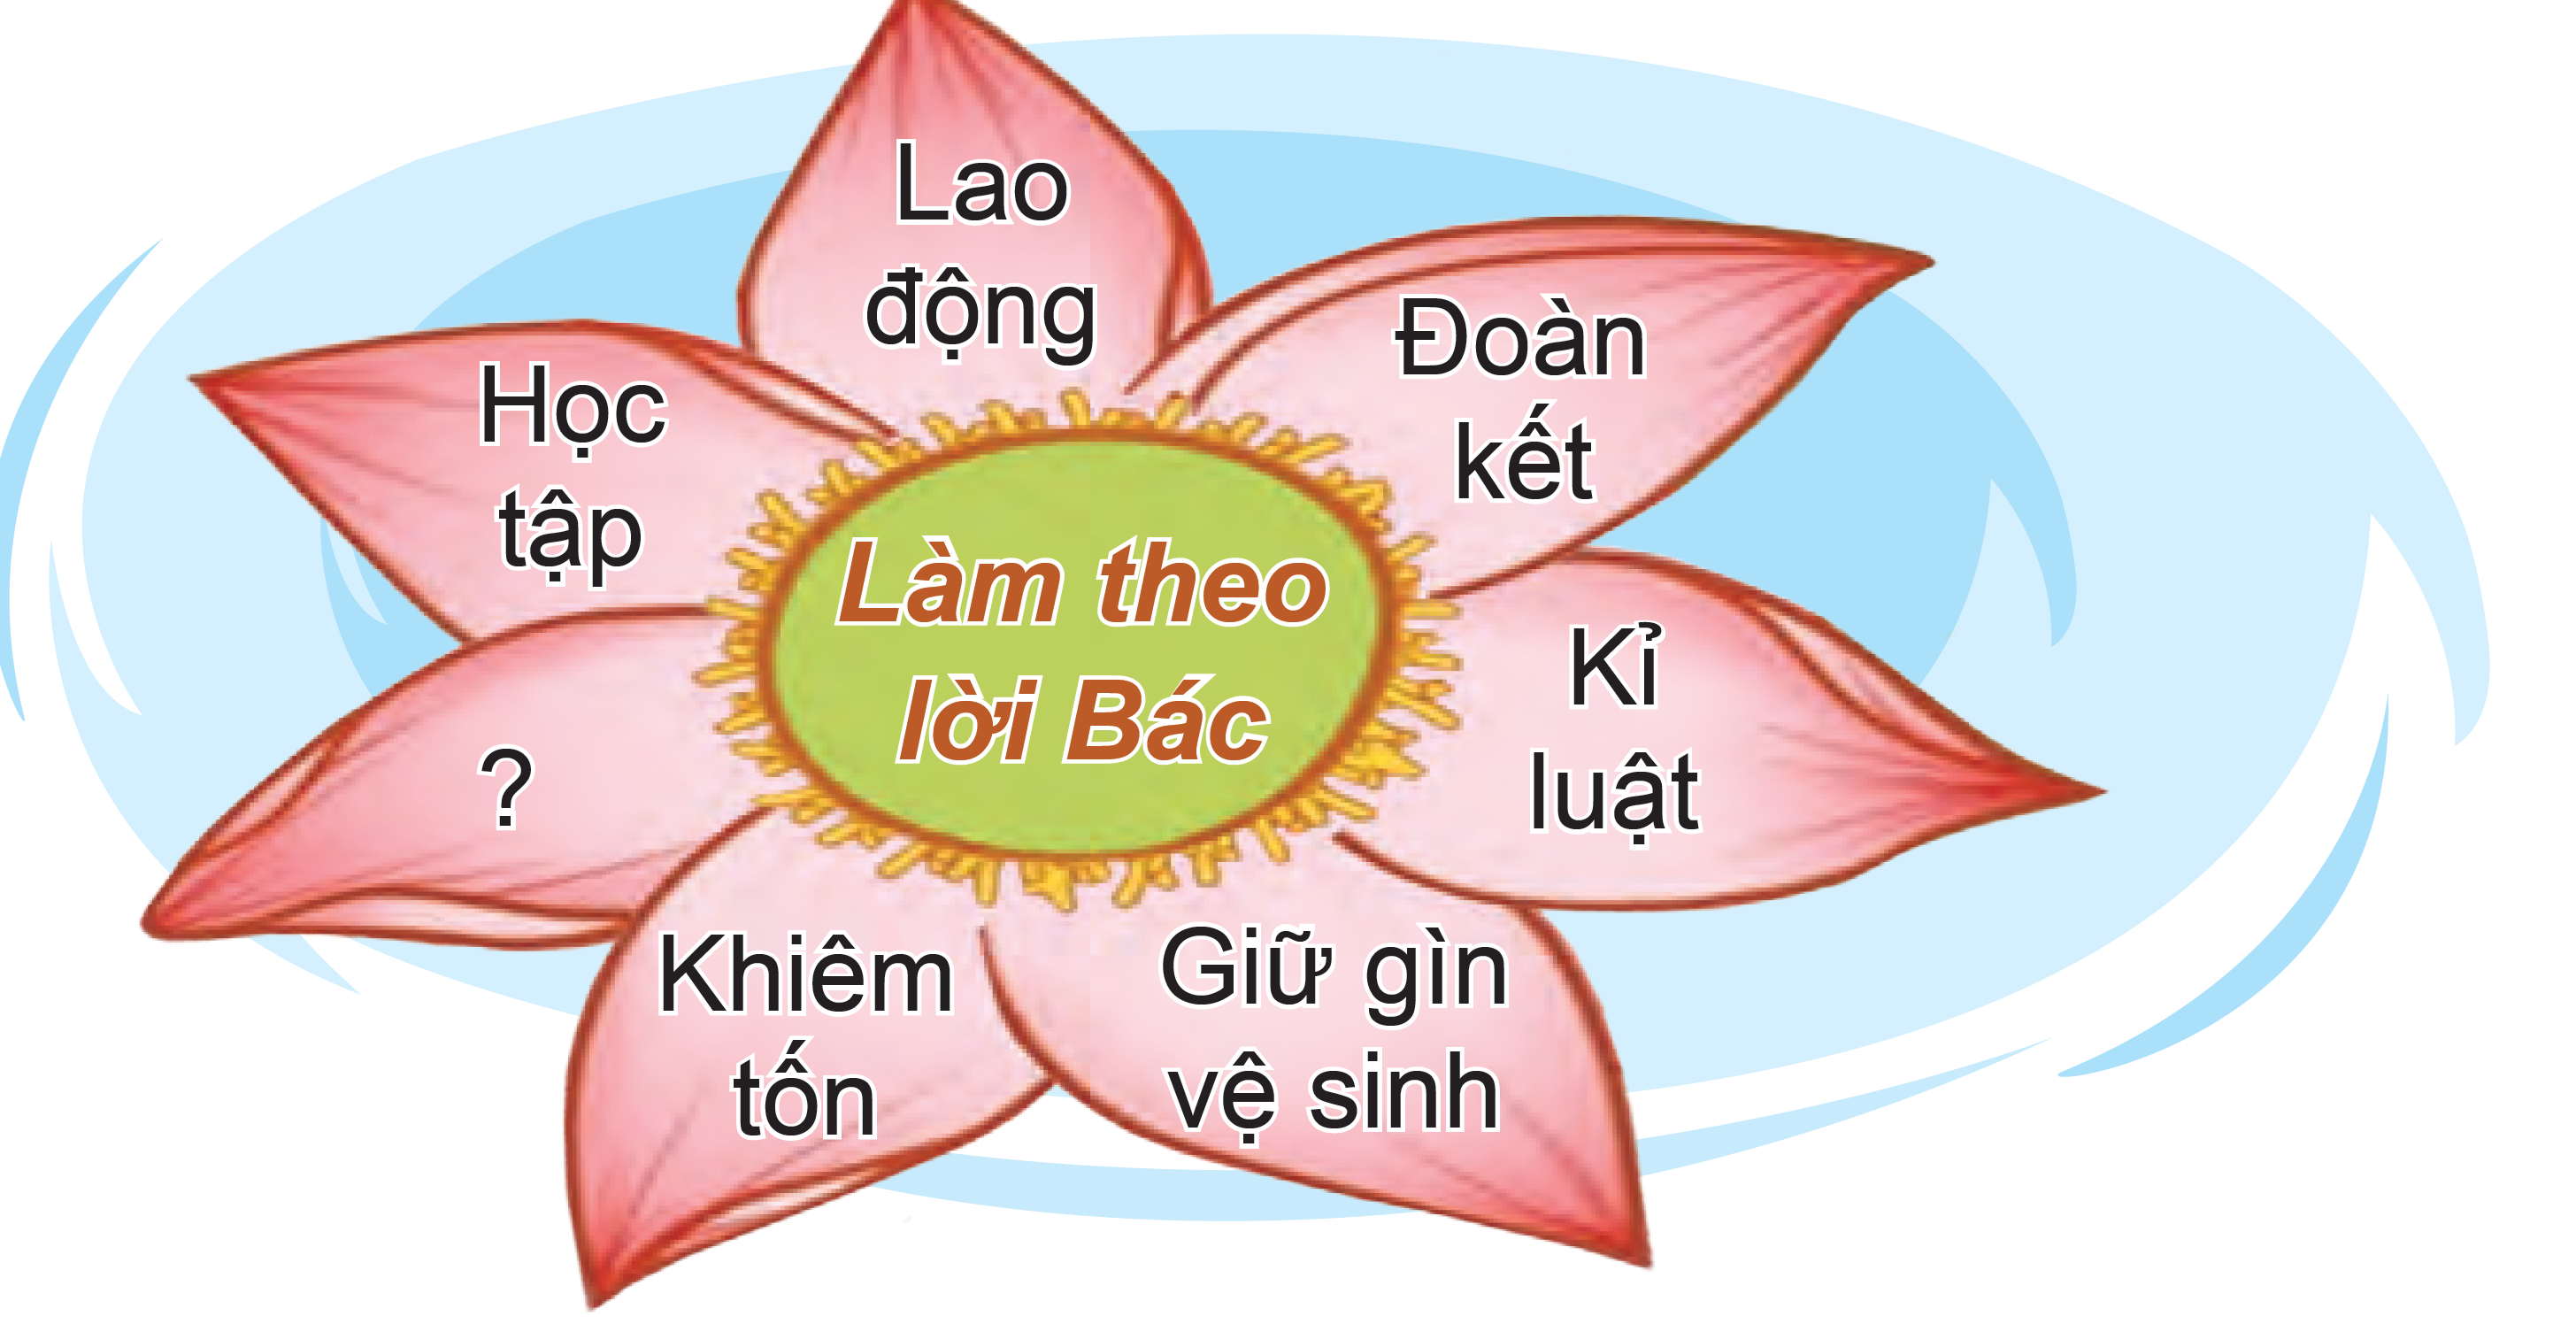 Lao
động
Đoàn
kết
Học
tập
Làm theo
lời Bác
Kỉ
luật
?
Khiêm
tốn
Giữ gìn
vệ sinh